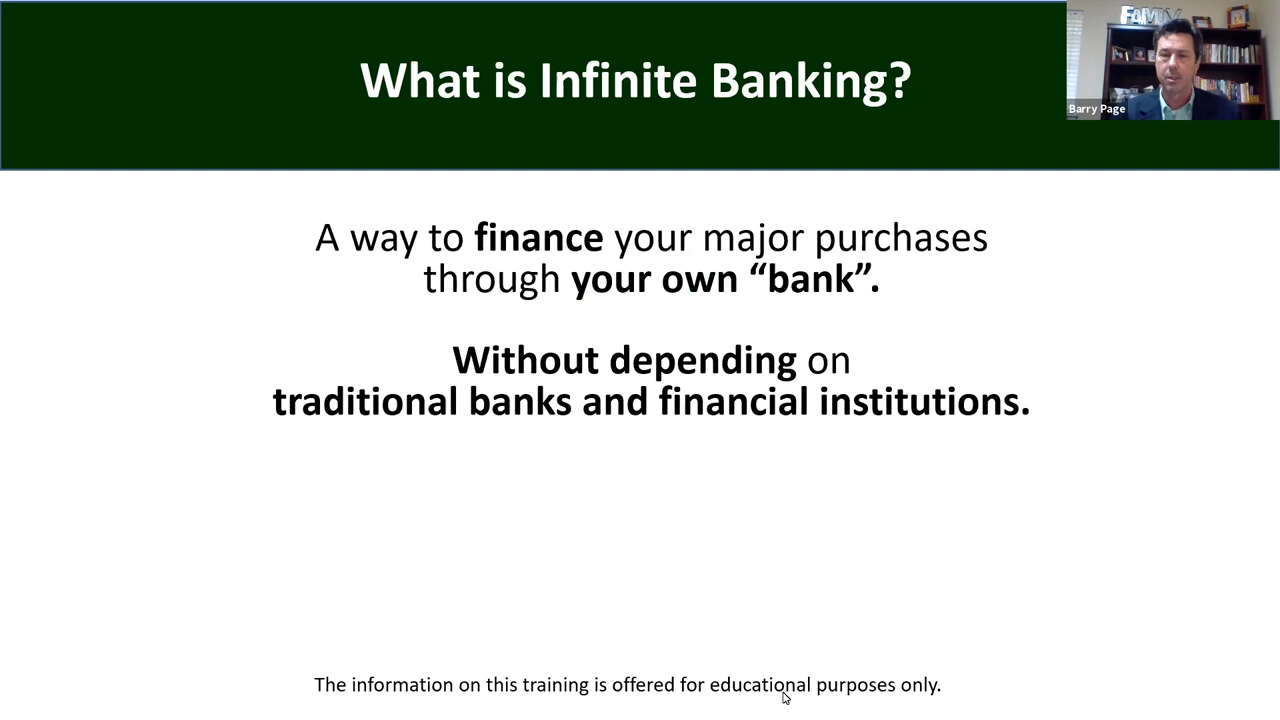 What is Infinite Banking?
FAMILY
Barry Page
A way to finance your major purchases
through your own “bank”.
Without depending on
traditional banks and financial institutions.
The information on this training is offered for educational purposes only.